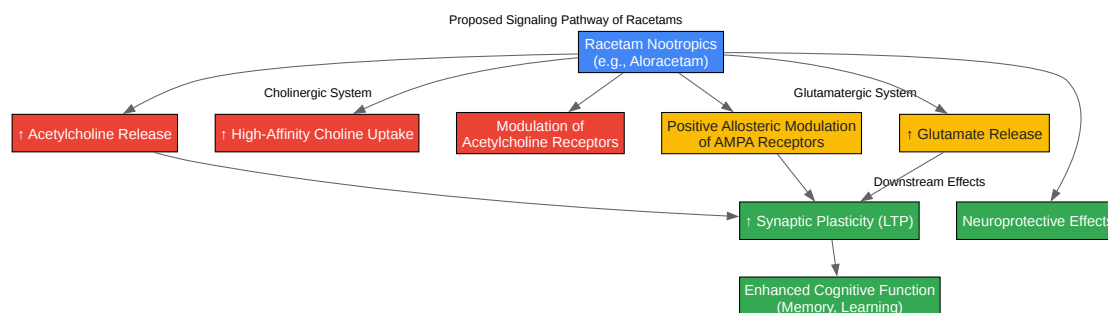 Proposed Signaling Pathway of Racetams
Racetam Nootropics
(e.g., Aloracetam)
Cholinergic System
Glutamatergic System
↑ Acetylcholine Release
↑ High-Affinity Choline Uptake
Modulation of
Acetylcholine Receptors
Positive Allosteric Modulation
of AMPA Receptors
↑ Glutamate Release
Downstream Effects
↑ Synaptic Plasticity (LTP)
Neuroprotective Effects
Enhanced Cognitive Function
(Memory, Learning)